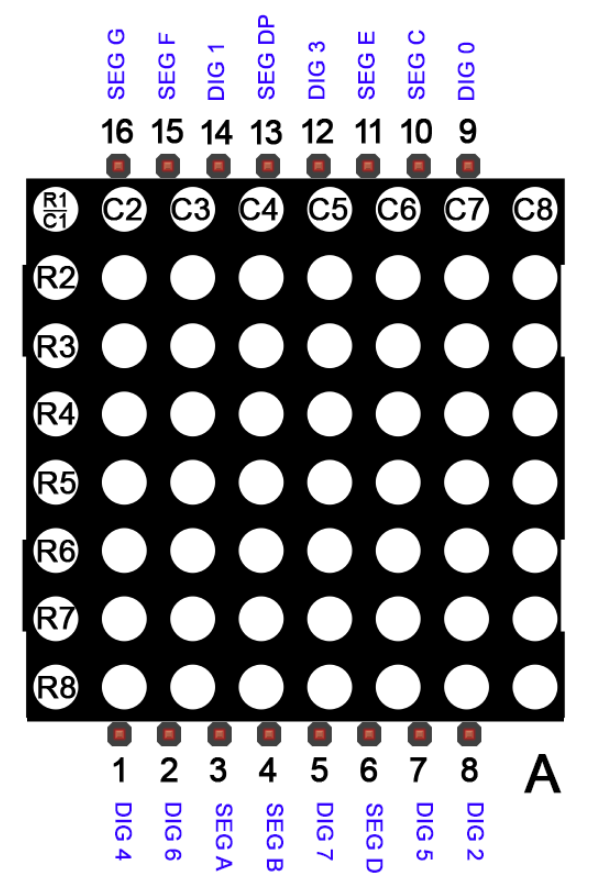 SEG G SEG F DIG 1 SEG DP DIG 3 SEG E SEG C DIG 0
16 15 14 13 12 11 10 9
R1 C1 C2 C3 C4 C5 C6 C7 C8
R2
R3
R4
R5
R6
R7
R8
1 2 3 4 5 6 7 8 A
DIG 4 DIG 6 SEG A SEG B DIG 7 SEG D DIG 5 DIG 2